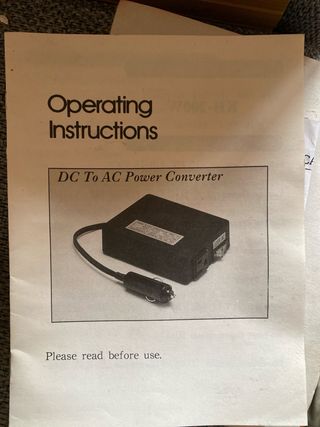 Operating
Instructions
DC To AC Power Converter
Please read before use.